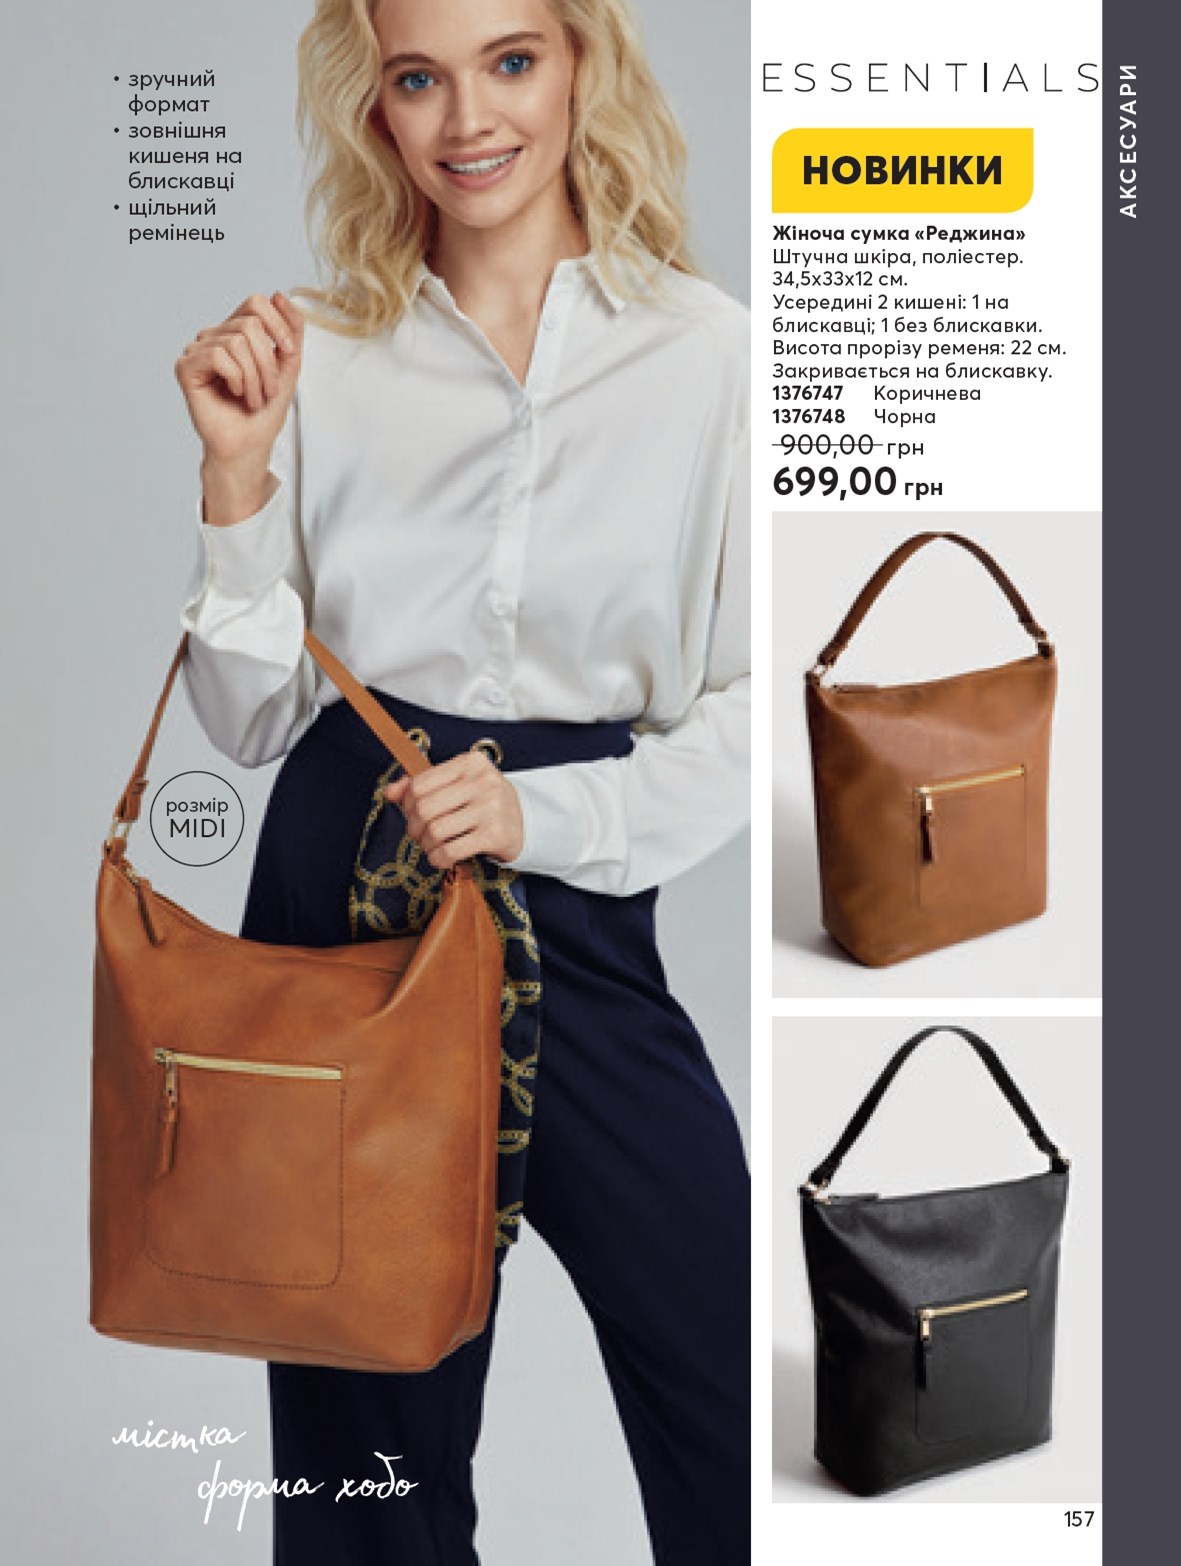 • зручний
формат
• зовнішня
кишеня на
блискавці
• щільний
ремінець
розмір
MIDI
містка
форма хобо
ESSENTIALS
НОВИНКИ
Жіноча сумка «Реджина»
Штучна шкіра, поліестер.
34,5х33х12 см.
Усередині 2 кишені: 1 на
блискавці; 1 без блискавки.
Висота прорізу ременя: 22 см.
Закривається на блискавку.
1376747 Коричнева
1376748 Чорна
900,00 грн
699,00 грн
АКСЕСУАРИ
157